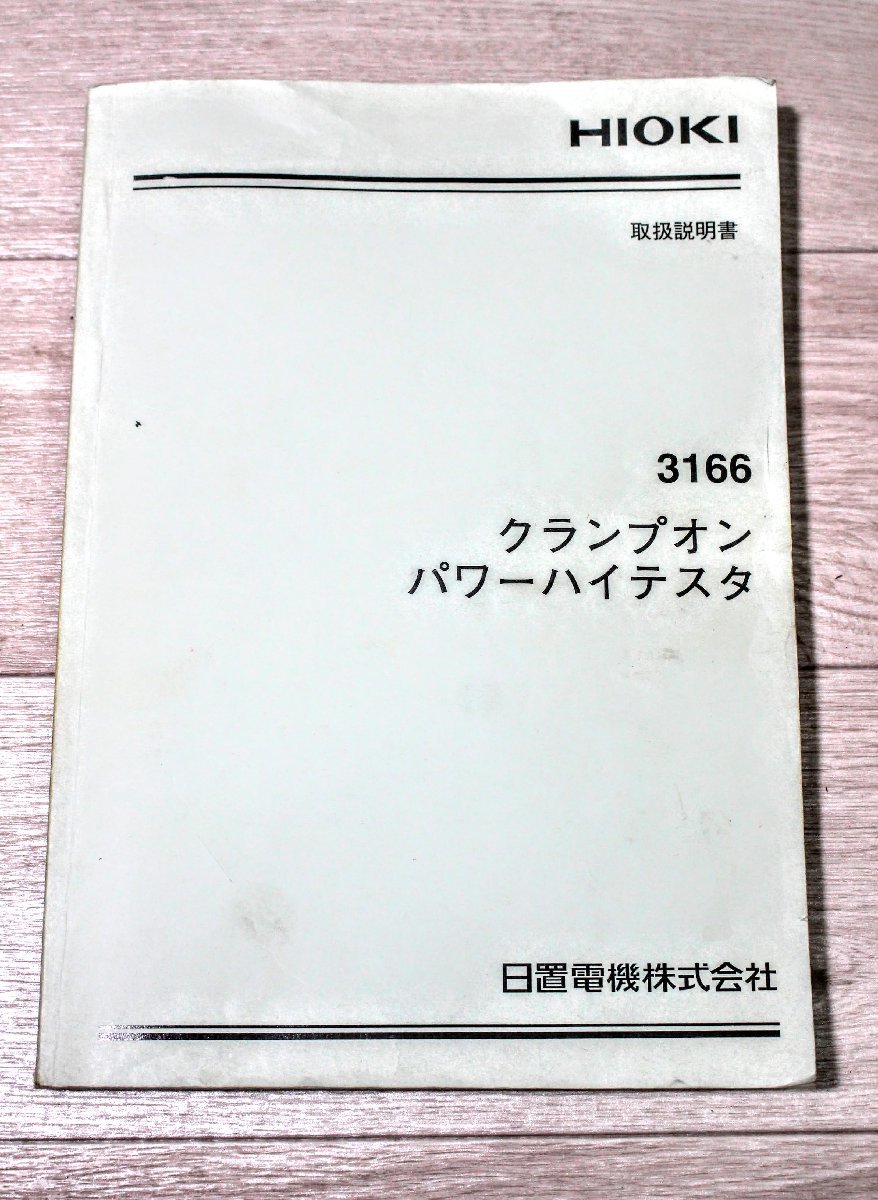 HIOKI
取扱説明書
3166
クランプオン
パワーハイテスタ
日置電機株式会社